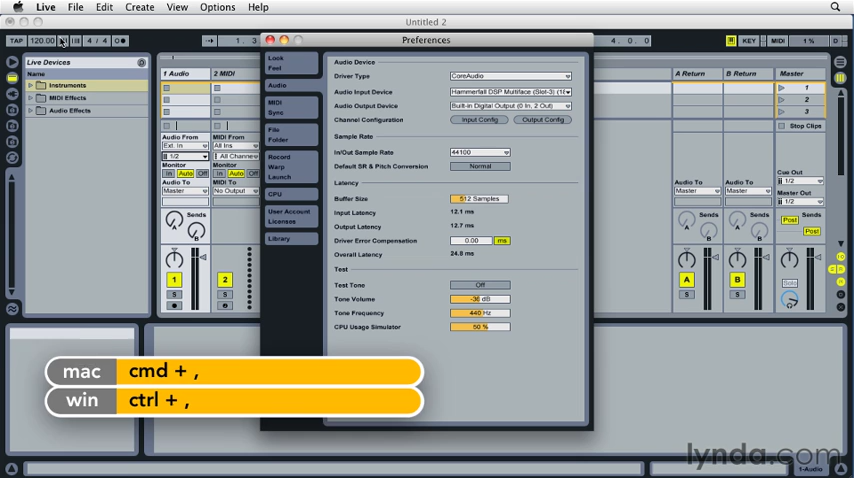 Live File Edit Create View Options Help
Untitled 2
TAP 120.00 4 / 4 1. 3. 4. 0. 0 KEY MIDI 1 % D
Preferences
Live Devices
Name
Instruments
MIDI Effects
Audio Effects
1 Audio 2 MIDI
Audio From MIDI From
Ext. In All Ins
1/2 All Channe
Monitor Monitor
In Auto Off In Auto Off
Audio To MIDI To
Master No Output
Sends Sends
A
B
1 2
S S
Look
Feel
Audio
MIDI
Sync
File
Folder
Record
Warp
Launch
CPU
User Account
Licenses
Library
Audio Device
Driver Type CoreAudio
Audio Input Device Hammerfall DSP Multiface (Slot-3) (18
Audio Output Device Built-in Digital Output (0 In, 2 Out)
Channel Configuration Input Config Output Config
Sample Rate
In/Out Sample Rate 44100
Default SR & Pitch Conversion Normal
Latency
Buffer Size 512 Samples
Input Latency 12.1 ms
Output Latency 12.7 ms
Driver Error Compensation 0.00 ms
Overall Latency 24.8 ms
Test
Test Tone Off
Tone Volume -36 dB
Tone Frequency 440 Hz
CPU Usage Simulator 50 %
A Return B Return Master
1
2
3
Stop Clips
Cue Out
1/2
Audio To Audio To Master Out
Master Master 1/2
Sends Sends
A A Post
B B Post
A B Solo
S S
mac cmd + ,
win ctrl + ,
lynda.com
1-Audio